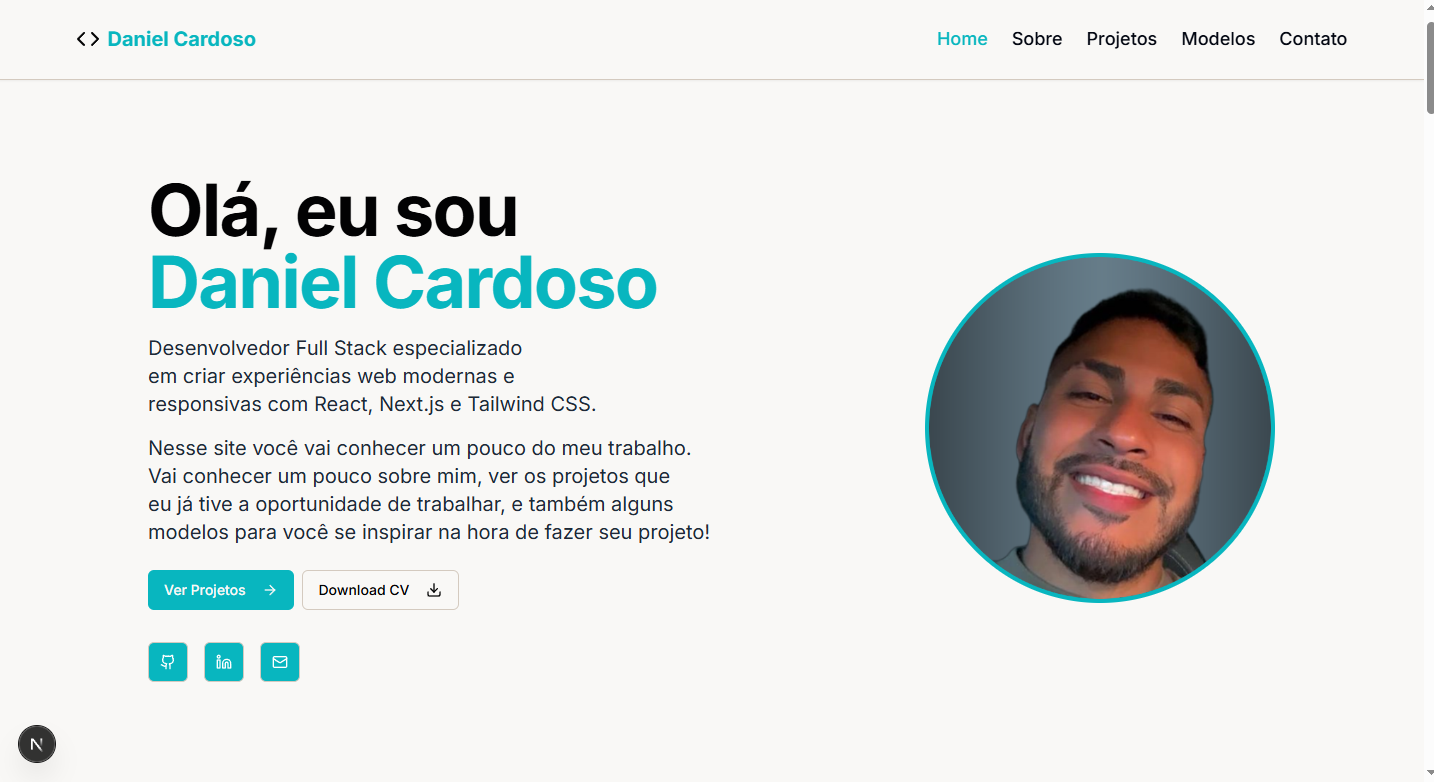 Daniel Cardoso
Home Sobre Projetos Modelos Contato
Olá, eu sou
Daniel Cardoso
Desenvolvedor Full Stack especializado
em criar experiências web modernas e
responsivas com React, Next.js e Tailwind CSS.
Nesse site você vai conhecer um pouco do meu trabalho.
Vai conhecer um pouco sobre mim, ver os projetos que
eu já tive a oportunidade de trabalhar, e também alguns
modelos para você se inspirar na hora de fazer seu projeto!
Ver Projetos
Download CV
in
N